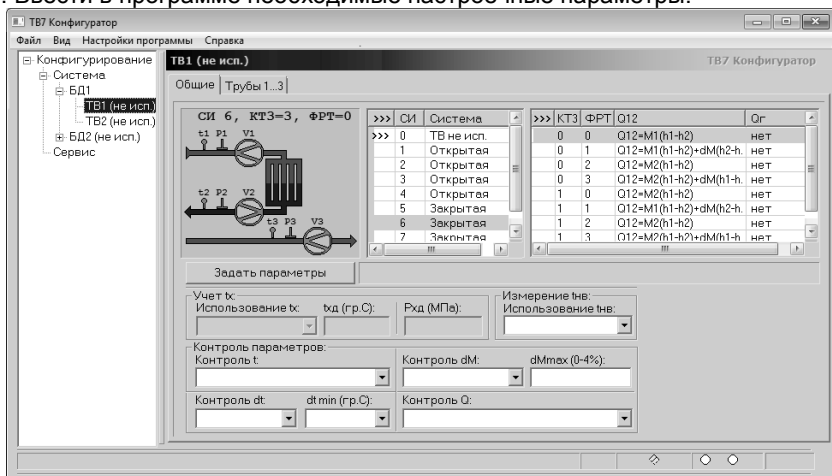 . Ввести в программе необходимые настроечные параметры.
ТВ7 Конфигуратор
Файл Вид Настройки программы Справка
Конфигурирование
Система
БД1
ТВ1 (не исп.)
ТВ2 (не исп.)
БД2 (не исп.)
Сервис
ТВ1 (не исп.) ТВ7 Конфигуратор
Общие Трубы 1...3
СИ 6, КТ3=3, ФРТ=0
t1 P1 V1
t2 P2 V2
t3 P3 V3
>>> СИ Система
>>> 0 ТВ не исп.
1 Открытая
2 Открытая
3 Открытая
4 Открытая
5 Закрытая
6 Закрытая
7 Закрытая
>>> КТ3 ФРТ Q12 Qг
0 0 Q12=M1(h1-h2) нет
0 1 Q12=M1(h1-h2)+dM(h2-h. нет
0 2 Q12=M2(h1-h2) нет
0 3 Q12=M2(h1-h2)+dM(h1-h. нет
1 0 Q12=M1(h1-h2) нет
1 1 Q12=M1(h1-h2)+dM(h2-h. нет
1 2 Q12=M2(h1-h2) нет
1 3 Q12=M2(h1-h2)+dM(h1-h нет
Задать параметры
Учет tx:
Использование tx: txд (гр.С): Рхд (МПа):
Измерение tнв:
Использование tнв:
Контроль параметров:
Контроль t: Контроль dM: dMmax (0-4%):
Контроль dt: dt min (гр.С): Контроль Q: